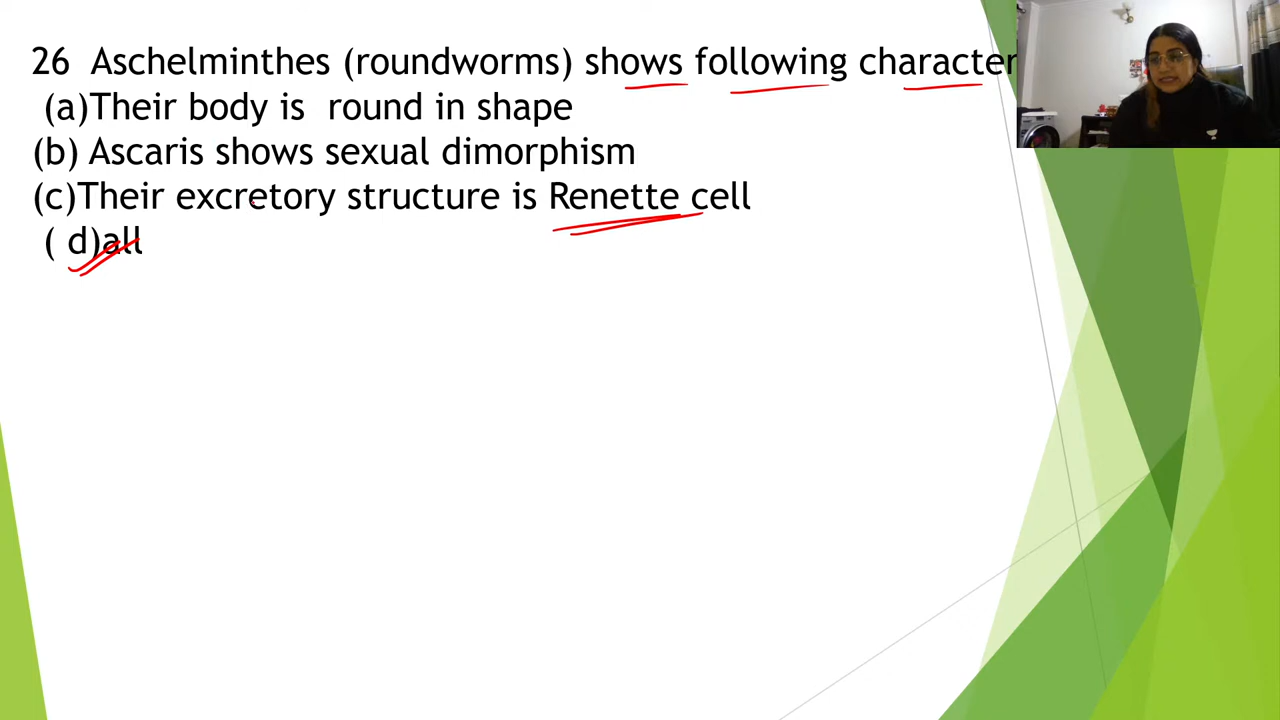 26  Aschelminthes (roundworms) shows following character
(a)Their body is  round in shape
(b) Ascaris shows sexual dimorphism
(c)Their excretory structure is Renette cell
( d)all